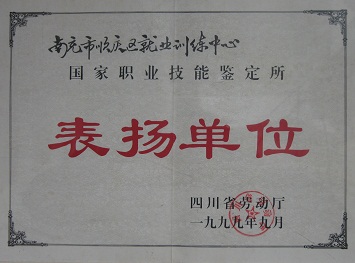 南充市顺庆区就业训练中心
国家职业技能鉴定所
表扬单位
四川省劳动厅
一九九九年九月